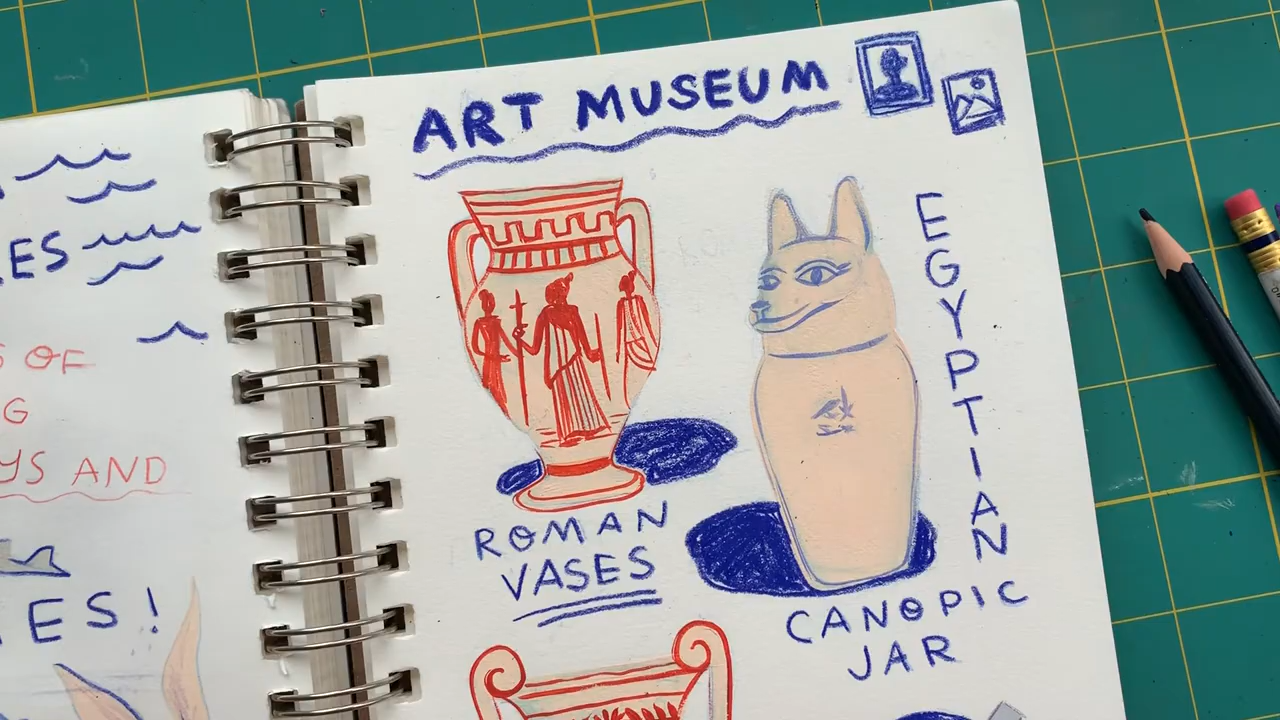 ES
S OF
G
YS AND
ES!
ART MUSEUM
ROMAN
VASES
EGYPTIAN
CANOPIC
JAR